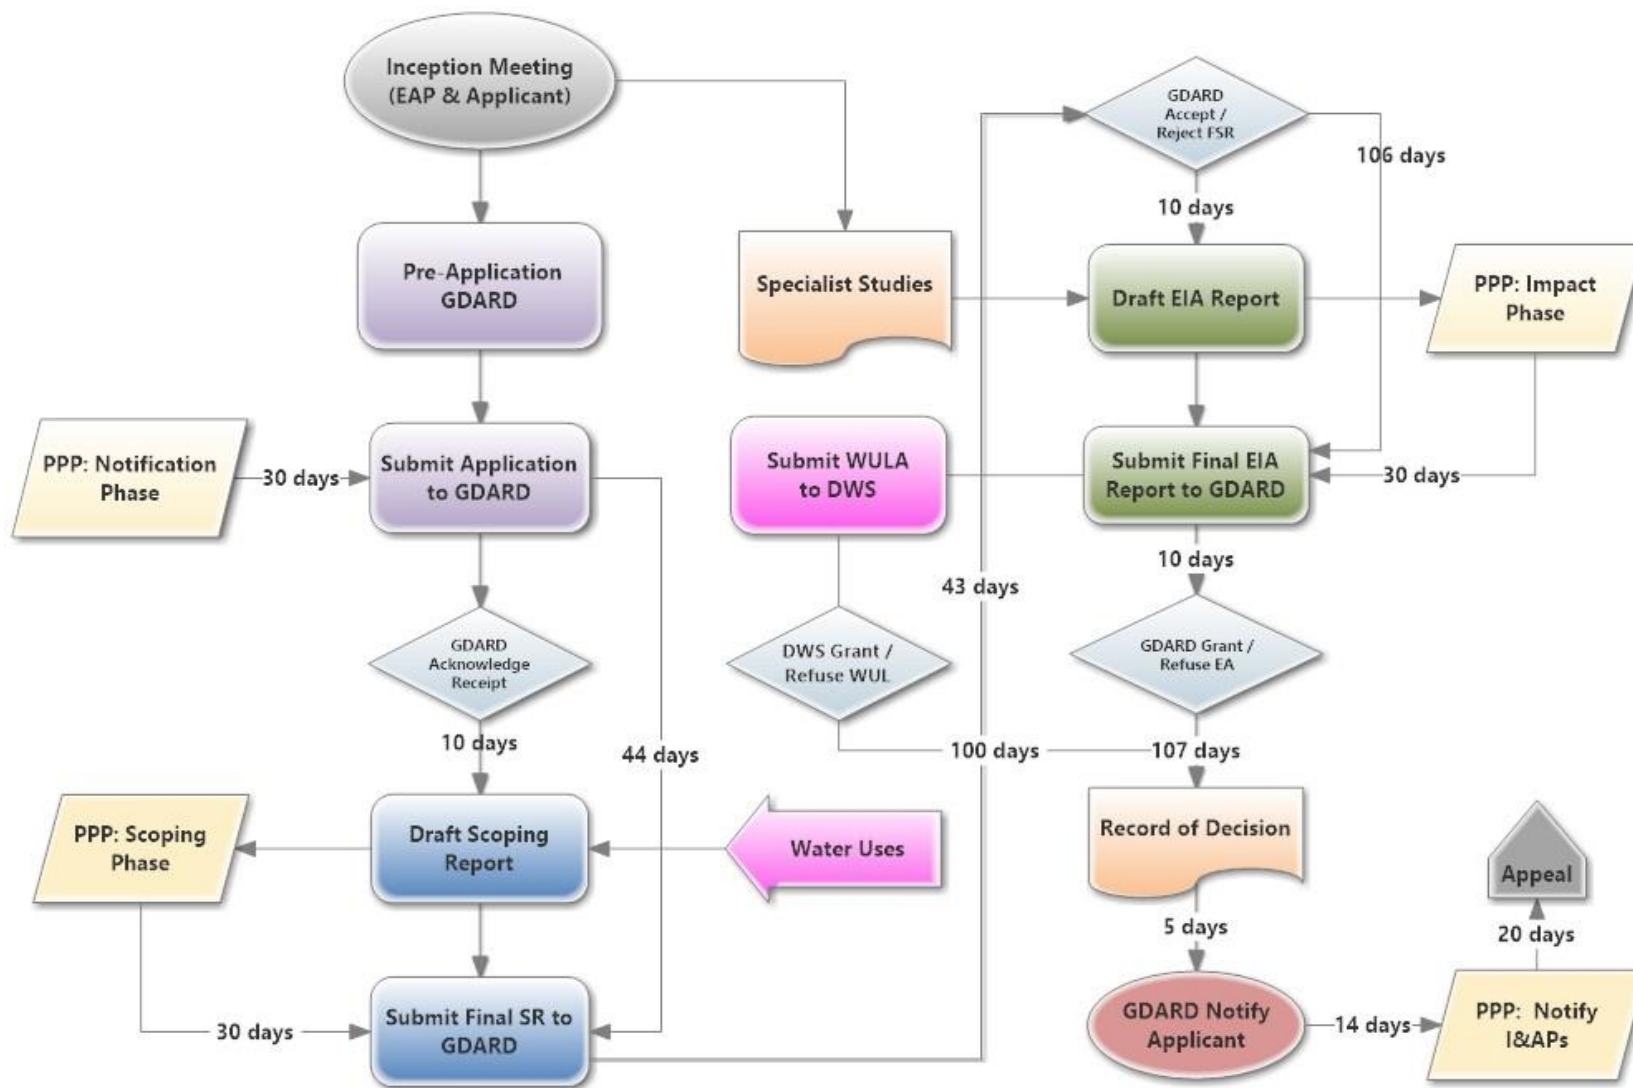 Inception Meeting
(EAP & Applicant)
Pre-Application
GDARD
PPP: Notification
Phase
30 days
Submit Application
to GDARD
GDARD
Acknowledge
Receipt
10 days
44 days
PPP: Scoping
Phase
Draft Scoping
Report
Water Uses
30 days
Submit Final SR to
GDARD
43 days
Specialist Studies
GDARD
Accept /
Reject FSR
106 days
10 days
Draft EIA Report
PPP: Impact
Phase
Submit WULA
to DWS
Submit Final EIA
Report to GDARD
30 days
10 days
DWS Grant /
Refuse WUL
GDARD Grant /
Refuse EA
100 days
107 days
Record of Decision
5 days
GDARD Notify
Applicant
14 days
PPP: Notify
I&APs
20 days
Appeal